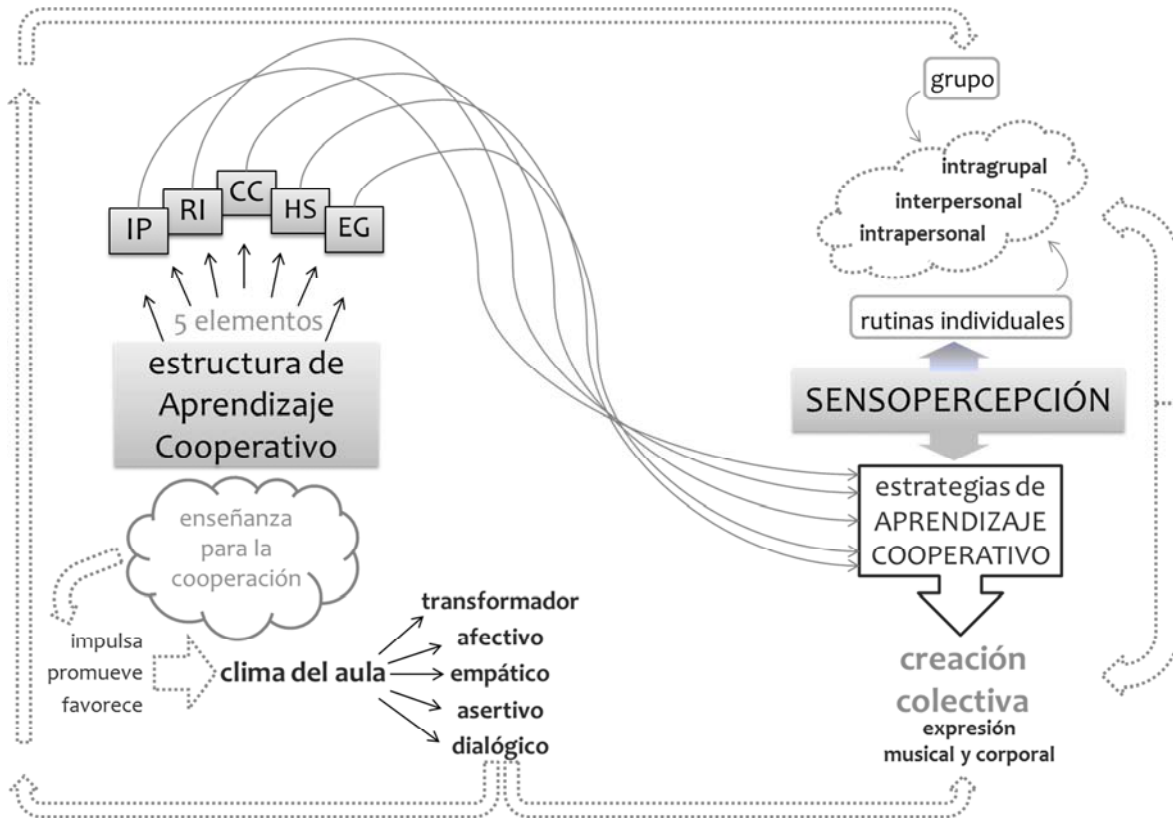 grupo
intragrupal
interpersonal
intrapersonal
rutinas individuales
SENSOPERCEPCIÓN
estrategias de
APRENDIZAJE
COOPERATIVO
creación
colectiva
expresión
musical y corporal
IP
RI
CC
HS
EG
5 elementos
estructura de
Aprendizaje
Cooperativo
enseñanza
para la
cooperación
impulsa
promueve
favorece
clima del aula
transformador
afectivo
empático
asertivo
dialógico